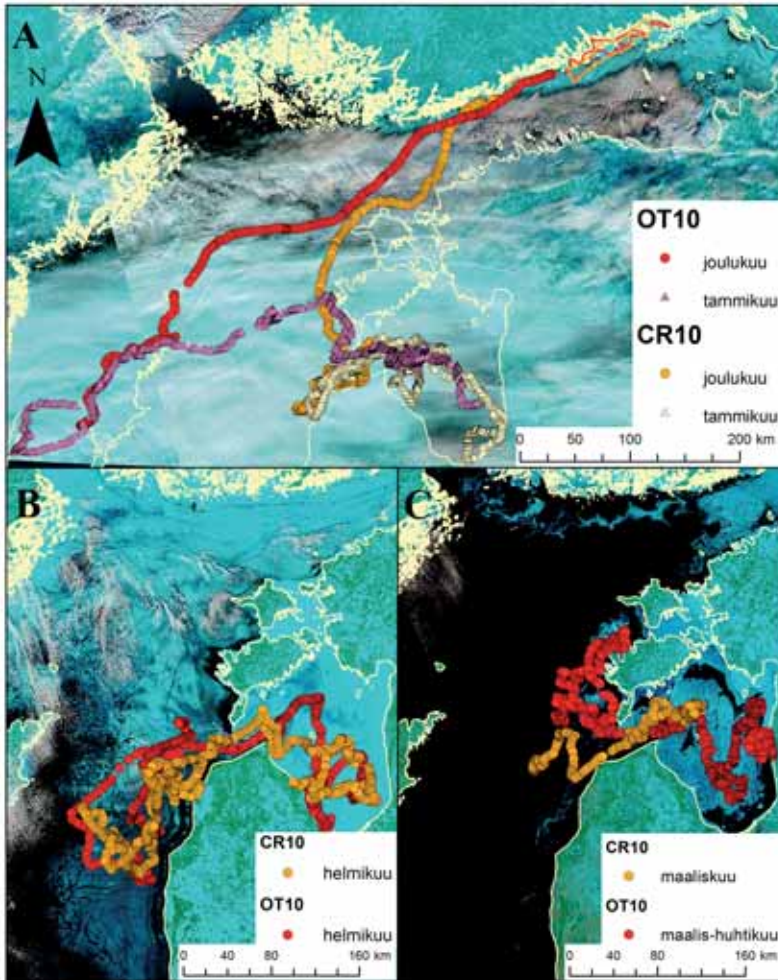 A
N
OT10
joulukuu
tammikuu
CR10
joulukuu
tammikuu
0 50 100 200 km
B
CR10
helmikuu
OT10
helmikuu
0 40 80 160 km
C
CR10
maaliskuu
OT10
maalis-huhtikuu
0 40 80 160 km